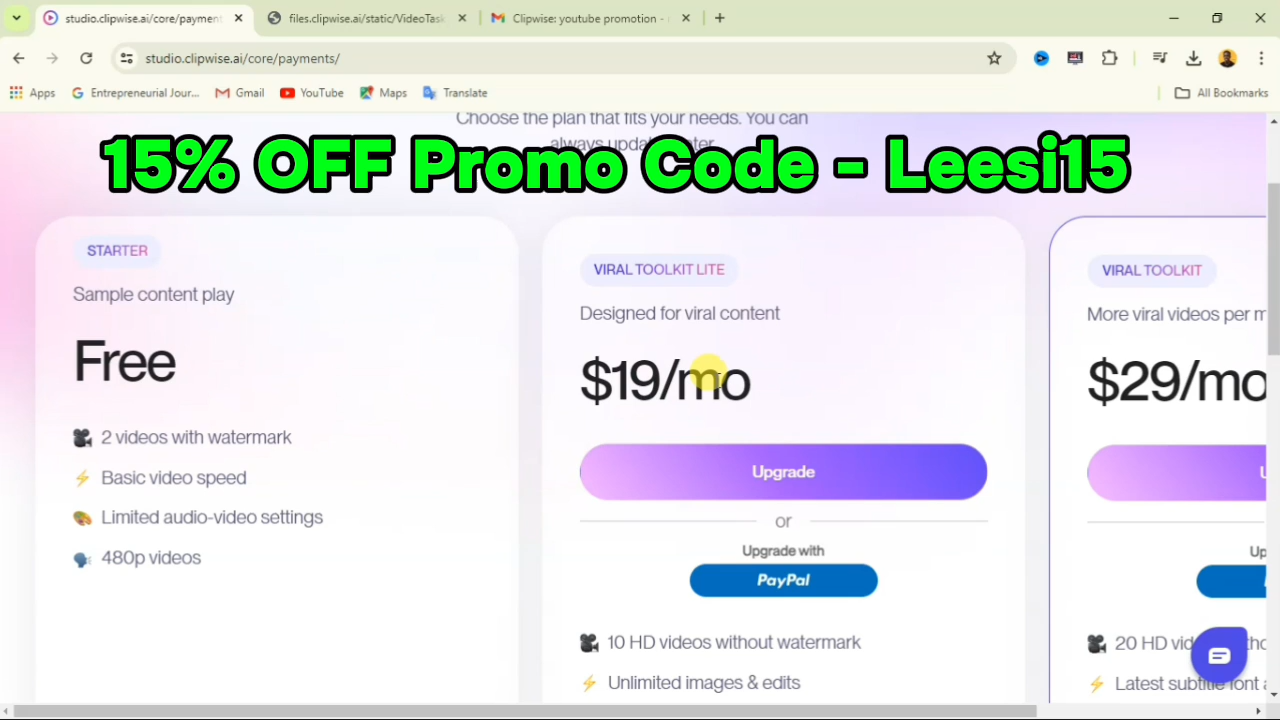 studio.clipwise.ai/core/payment
files.clipwise.ai/static/VideoTask
Clipwise: youtube promotion -
studio.clipwise.ai/core/payments/
Apps
Entrepreneurial Jour...
Gmail
YouTube
Maps
Translate
All Bookmarks
Choose the plan that fits your needs. You can
always
15% OFF Promo Code - Leesi15
STARTER
Sample content play
Free
2 videos with watermark
Basic video speed
Limited audio-video settings
480p videos
VIRAL TOOLKIT LITE
Designed for viral content
$19/mo
Upgrade
or
Upgrade with
PayPal
10 HD videos without watermark
Unlimited images & edits
VIRAL TOOLKIT
More viral videos per
$29/mo
20 HD
Latest subtitle font